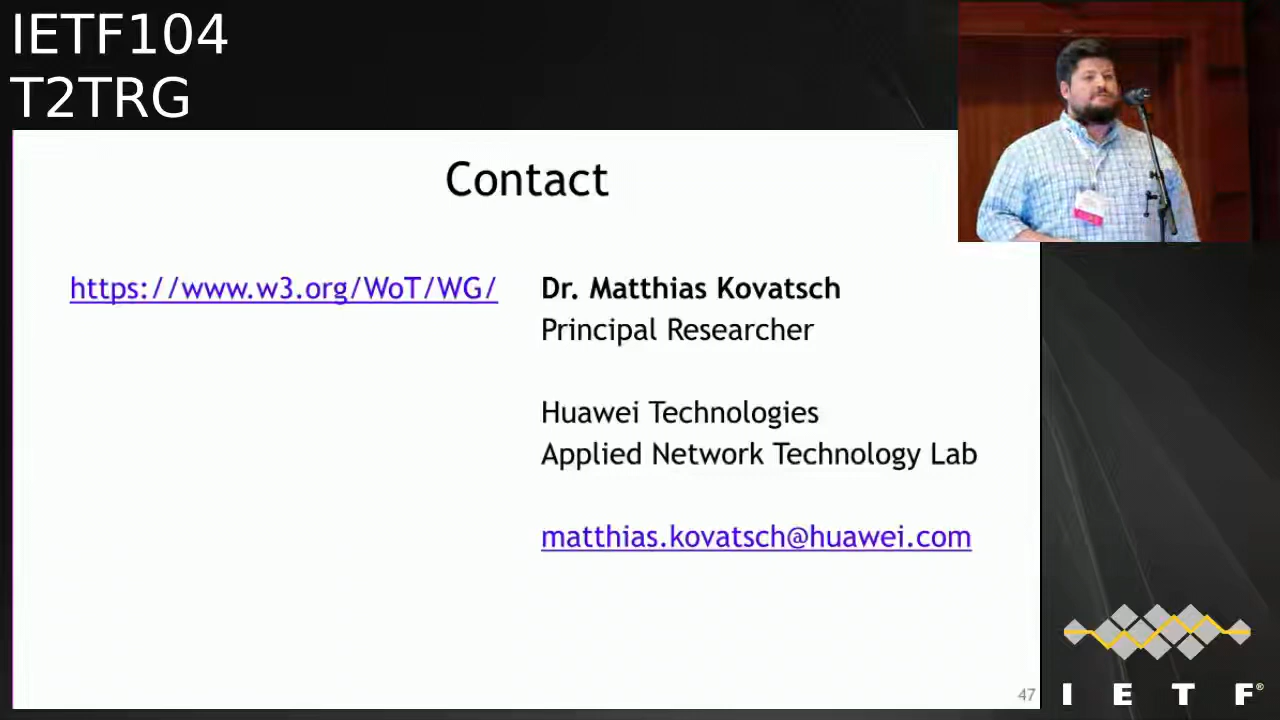 IETF104
T2TRG
Contact
https://www.w3.org/WoT/WG/
Dr. Matthias Kovatsch
Principal Researcher
Huawei Technologies
Applied Network Technology Lab
matthias.kovatsch@huawei.com
47
I E T F®